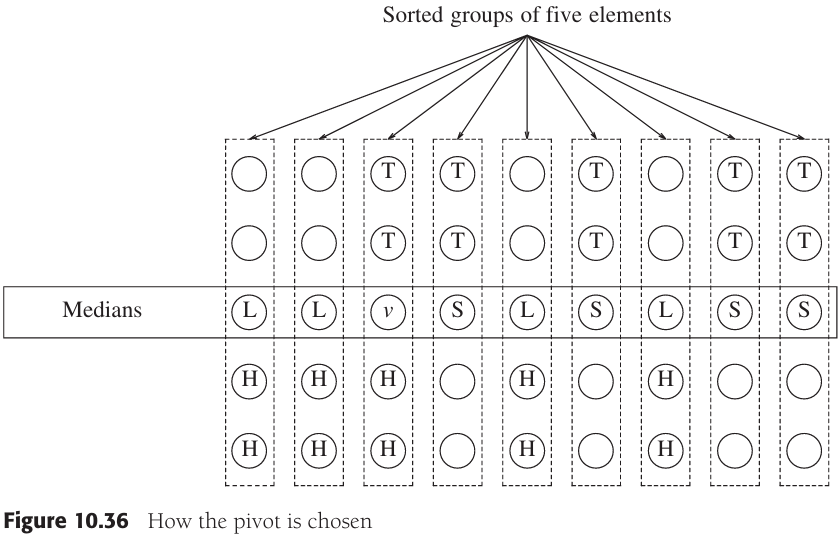 Sorted groups of five elements
T T T T T
T T T T T
Medians L L v S L S L S S
H H H H H
H H H H H
Figure 10.36 How the pivot is chosen